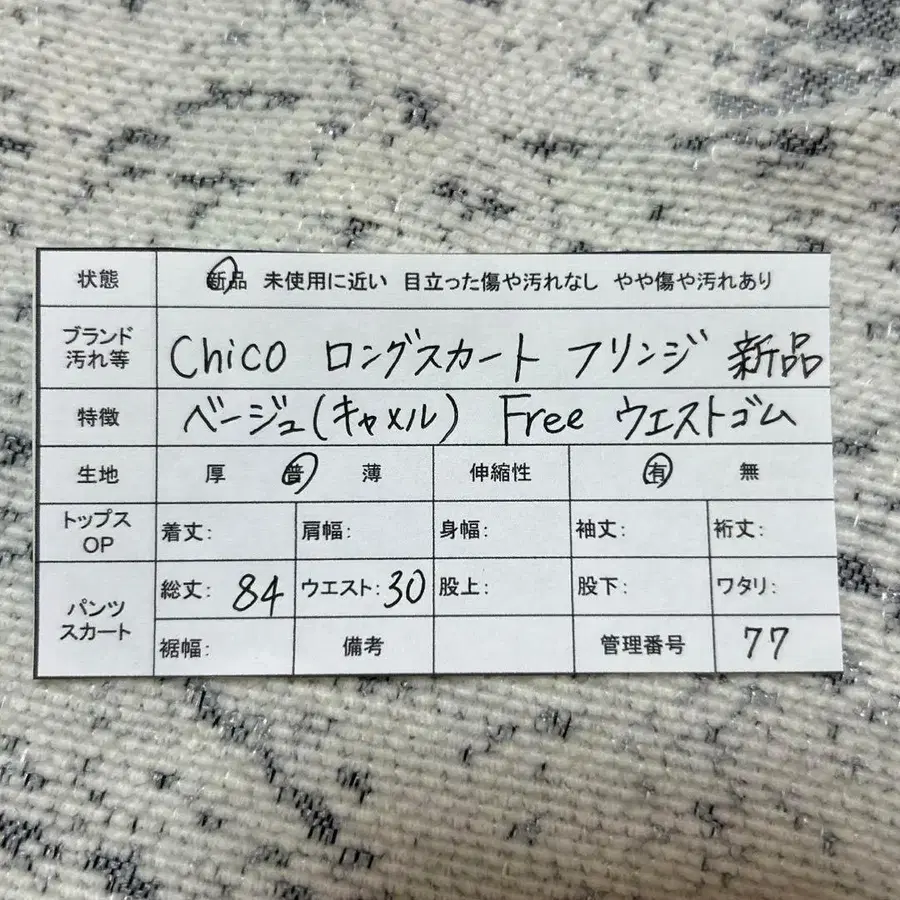 状態 新品 未使用に近い 目立った傷や汚れなし やや傷や汚れあり
ブランド
汚れ等 Chico ロングスカート フリンジ 新品
特徴 ベージュ(キャメル) Free ウエストゴム
生地 厚 普 薄 伸縮性 有 無
トップス
OP 着丈: 肩幅: 身幅: 袖丈: 裄丈:
パンツ
スカート 総丈: 84 ウエスト: 30 股上: 股下: ワタリ:
裾幅: 備考 管理番号 77